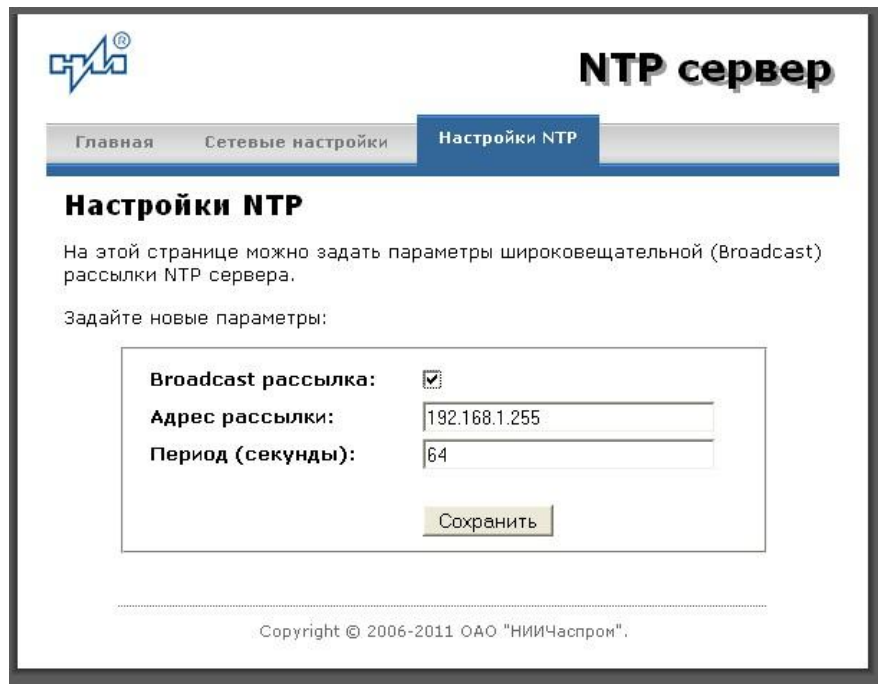 ®
NTP сервер
Главная Сетевые настройки Настройки NTP
Настройки NTP
На этой странице можно задать параметры широковещательной (Broadcast)
рассылки NTP сервера.
Задайте новые параметры:
Broadcast рассылка:
Адрес рассылки: 192.168.1.255
Период (секунды): 64
Сохранить
Copyright © 2006-2011 ОАО "НИИЧаспром".